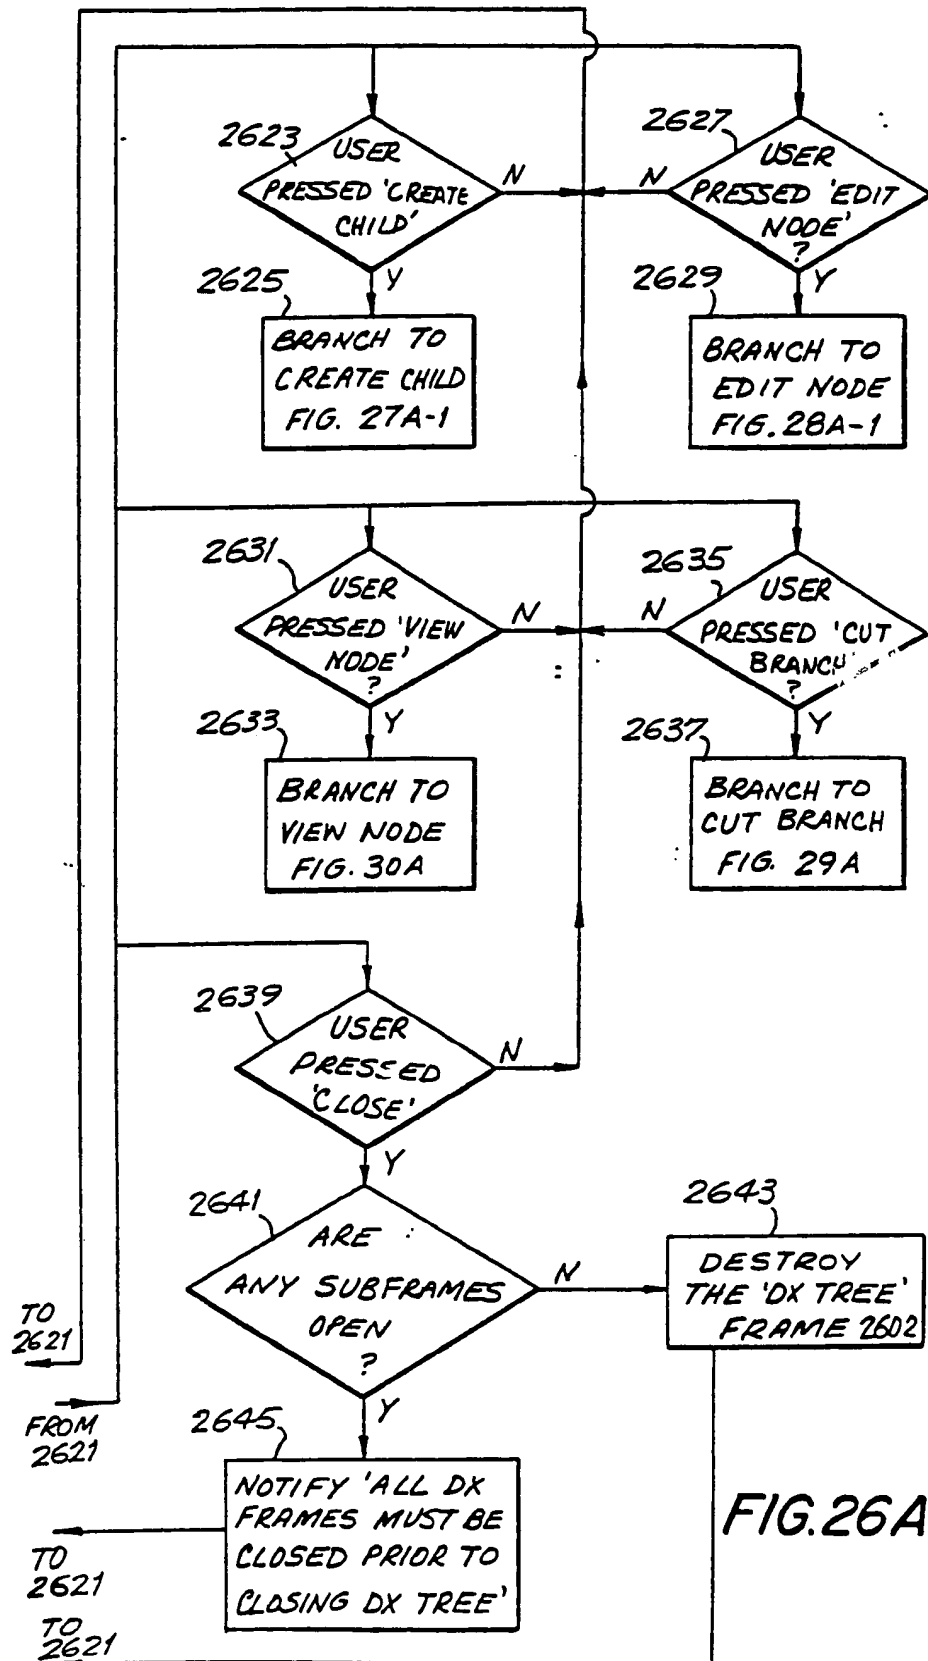 2623
USER
PRESSED 'CREATE
CHILD'
N
Y
2627
USER
PRESSED 'EDIT
NODE'
?
N
Y
2625
BRANCH TO
CREATE CHILD
FIG. 27A-1
2629
BRANCH TO
EDIT NODE
FIG. 28A-1
2631
USER
PRESSED 'VIEW
NODE'
?
N
Y
2635
USER
PRESSED 'CUT
BRANCH'
?
N
Y
2633
BRANCH TO
VIEW NODE
FIG. 30A
2637
BRANCH TO
CUT BRANCH
FIG. 29A
2639
USER
PRESSED
'CLOSE'
N
Y
2641
ARE
ANY SUBFRAMES
OPEN
?
N
Y
2643
DESTROY
THE 'DX TREE'
FRAME 2602
TO
2621
FROM
2621
2645
NOTIFY 'ALL DX
FRAMES MUST BE
CLOSED PRIOR TO
CLOSING DX TREE'
TO
2621
TO
2621
FIG. 26A